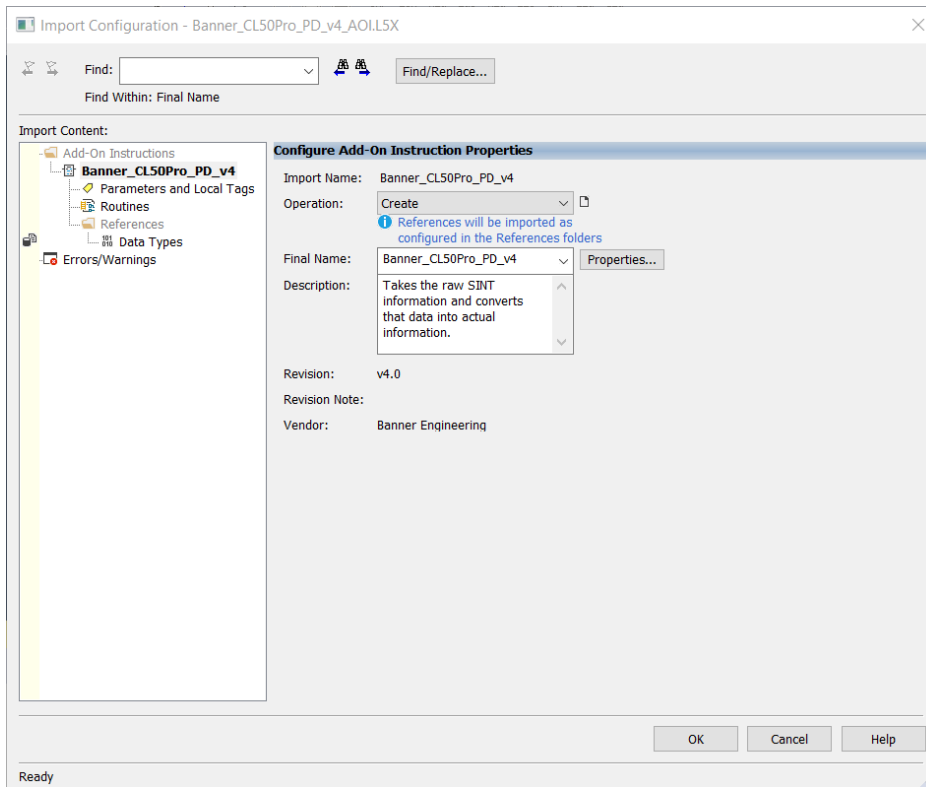 Import Configuration - Banner_CL50Pro_PD_v4_AOI.L5X
Find:
Find/Replace...
Find Within: Final Name
Import Content:
Add-On Instructions
Banner_CL50Pro_PD_v4
Parameters and Local Tags
Routines
References
Data Types
Errors/Warnings
Configure Add-On Instruction Properties
Import Name: Banner_CL50Pro_PD_v4
Operation: Create
References will be imported as
configured in the References folders
Final Name: Banner_CL50Pro_PD_v4 Properties...
Description: Takes the raw SINT
information and converts
that data into actual
information.
Revision: v4.0
Revision Note:
Vendor: Banner Engineering
OK Cancel Help
Ready